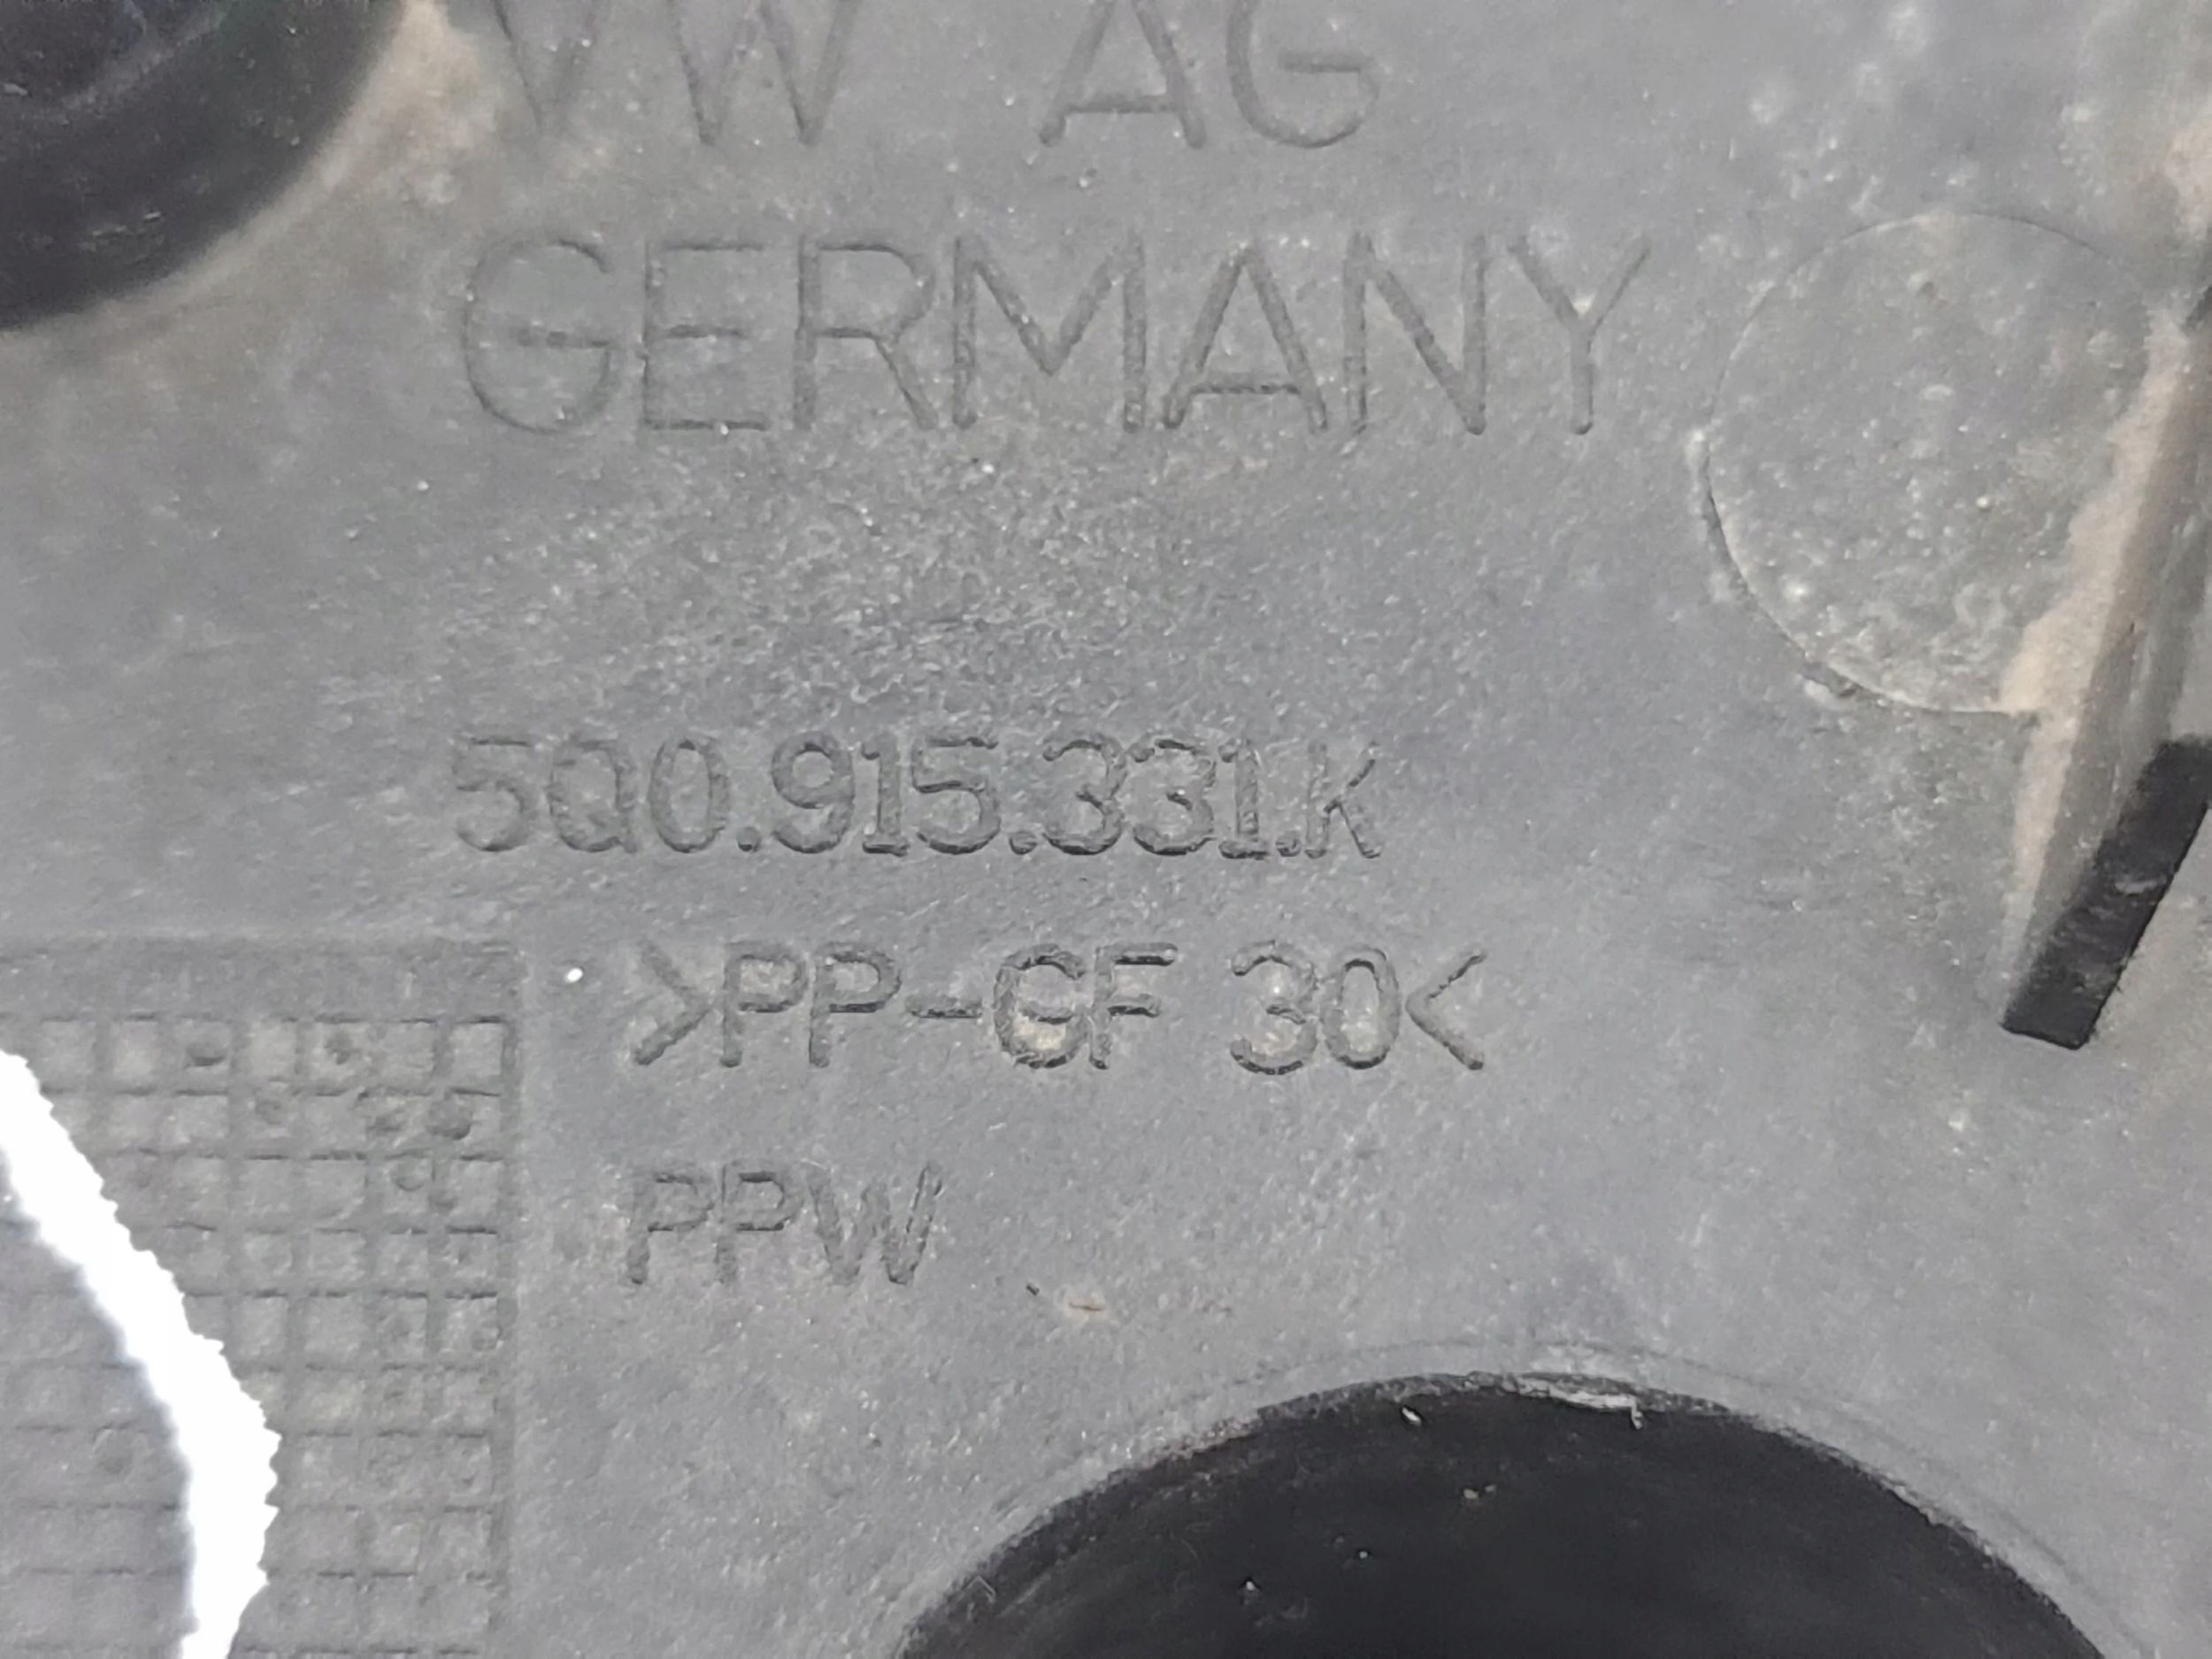 VW AG
GERMANY
5Q0.915.331.K
>PP-GF 30<
PPW